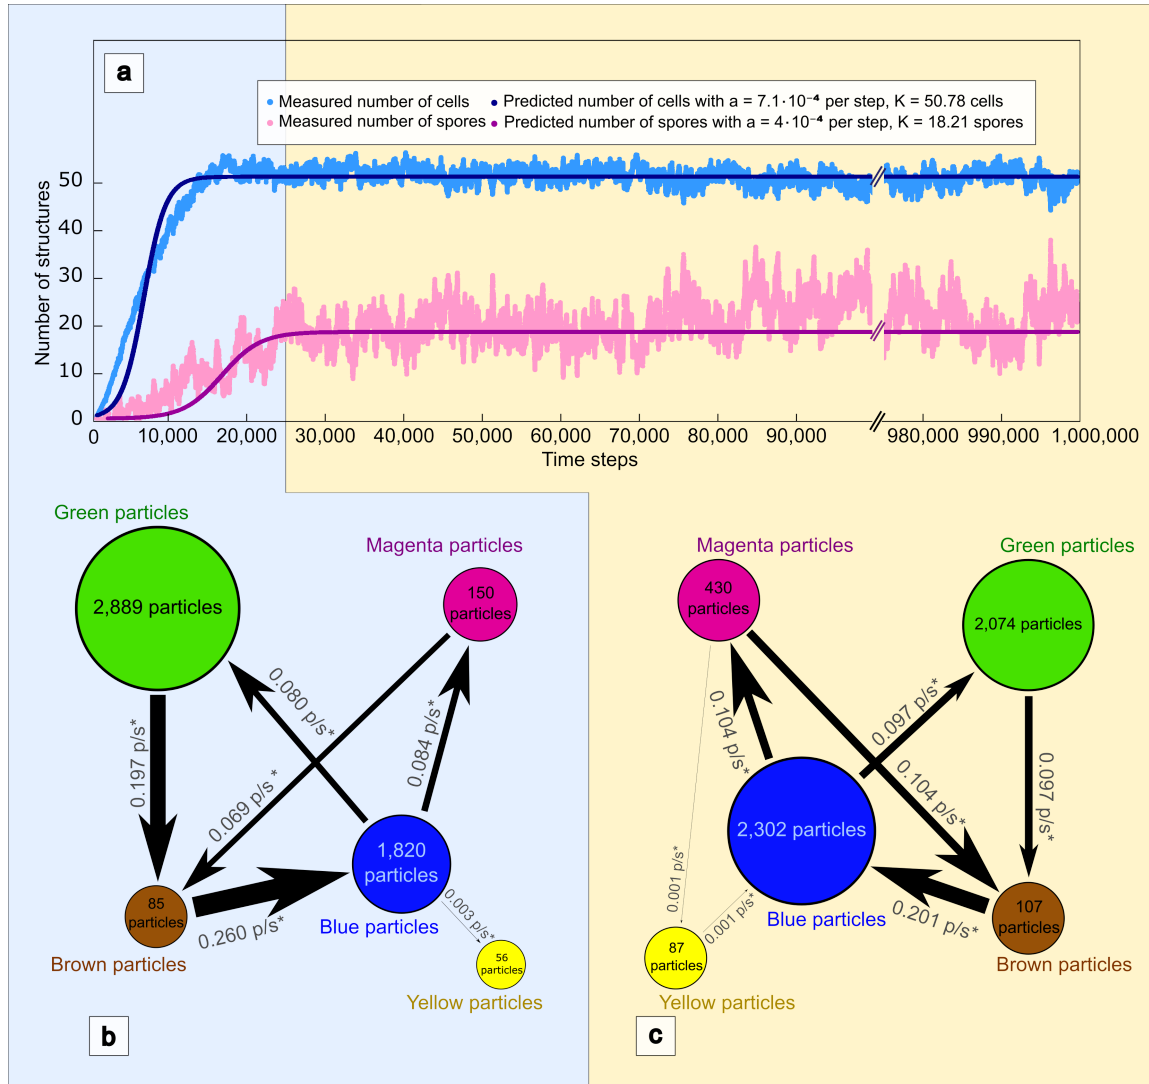 a
Measured number of cells
Predicted number of cells with a = 7.1·10⁻⁴ per step, K = 50.78 cells
Measured number of spores
Predicted number of spores with a = 4·10⁻⁴ per step, K = 18.21 spores
Number of structures
50
40
30
20
10
0
0
10,000
20,000
30,000
40,000
50,000
60,000
70,000
80,000
90,000
980,000
990,000
1,000,000
Time steps
Green particles
2,889 particles
Magenta particles
150
particles
0.197 p/s*
0.080 p/s*
0.084 p/s*
0.069 p/s *
1,820
particles
85
particles
0.260 p/s*
Blue particles
0.003 p/s*
56
particles
Brown particles
Yellow particles
b
Magenta particles
430
particles
Green particles
2,074 particles
0.104 p/s*
0.097 p/s*
0.104 p/s*
0.097 p/s*
2,302 particles
0.001 p/s*
0.001 p/s*
Blue particles
0.201 p/s*
107
particles
87
particles
Brown particles
Yellow particles
c